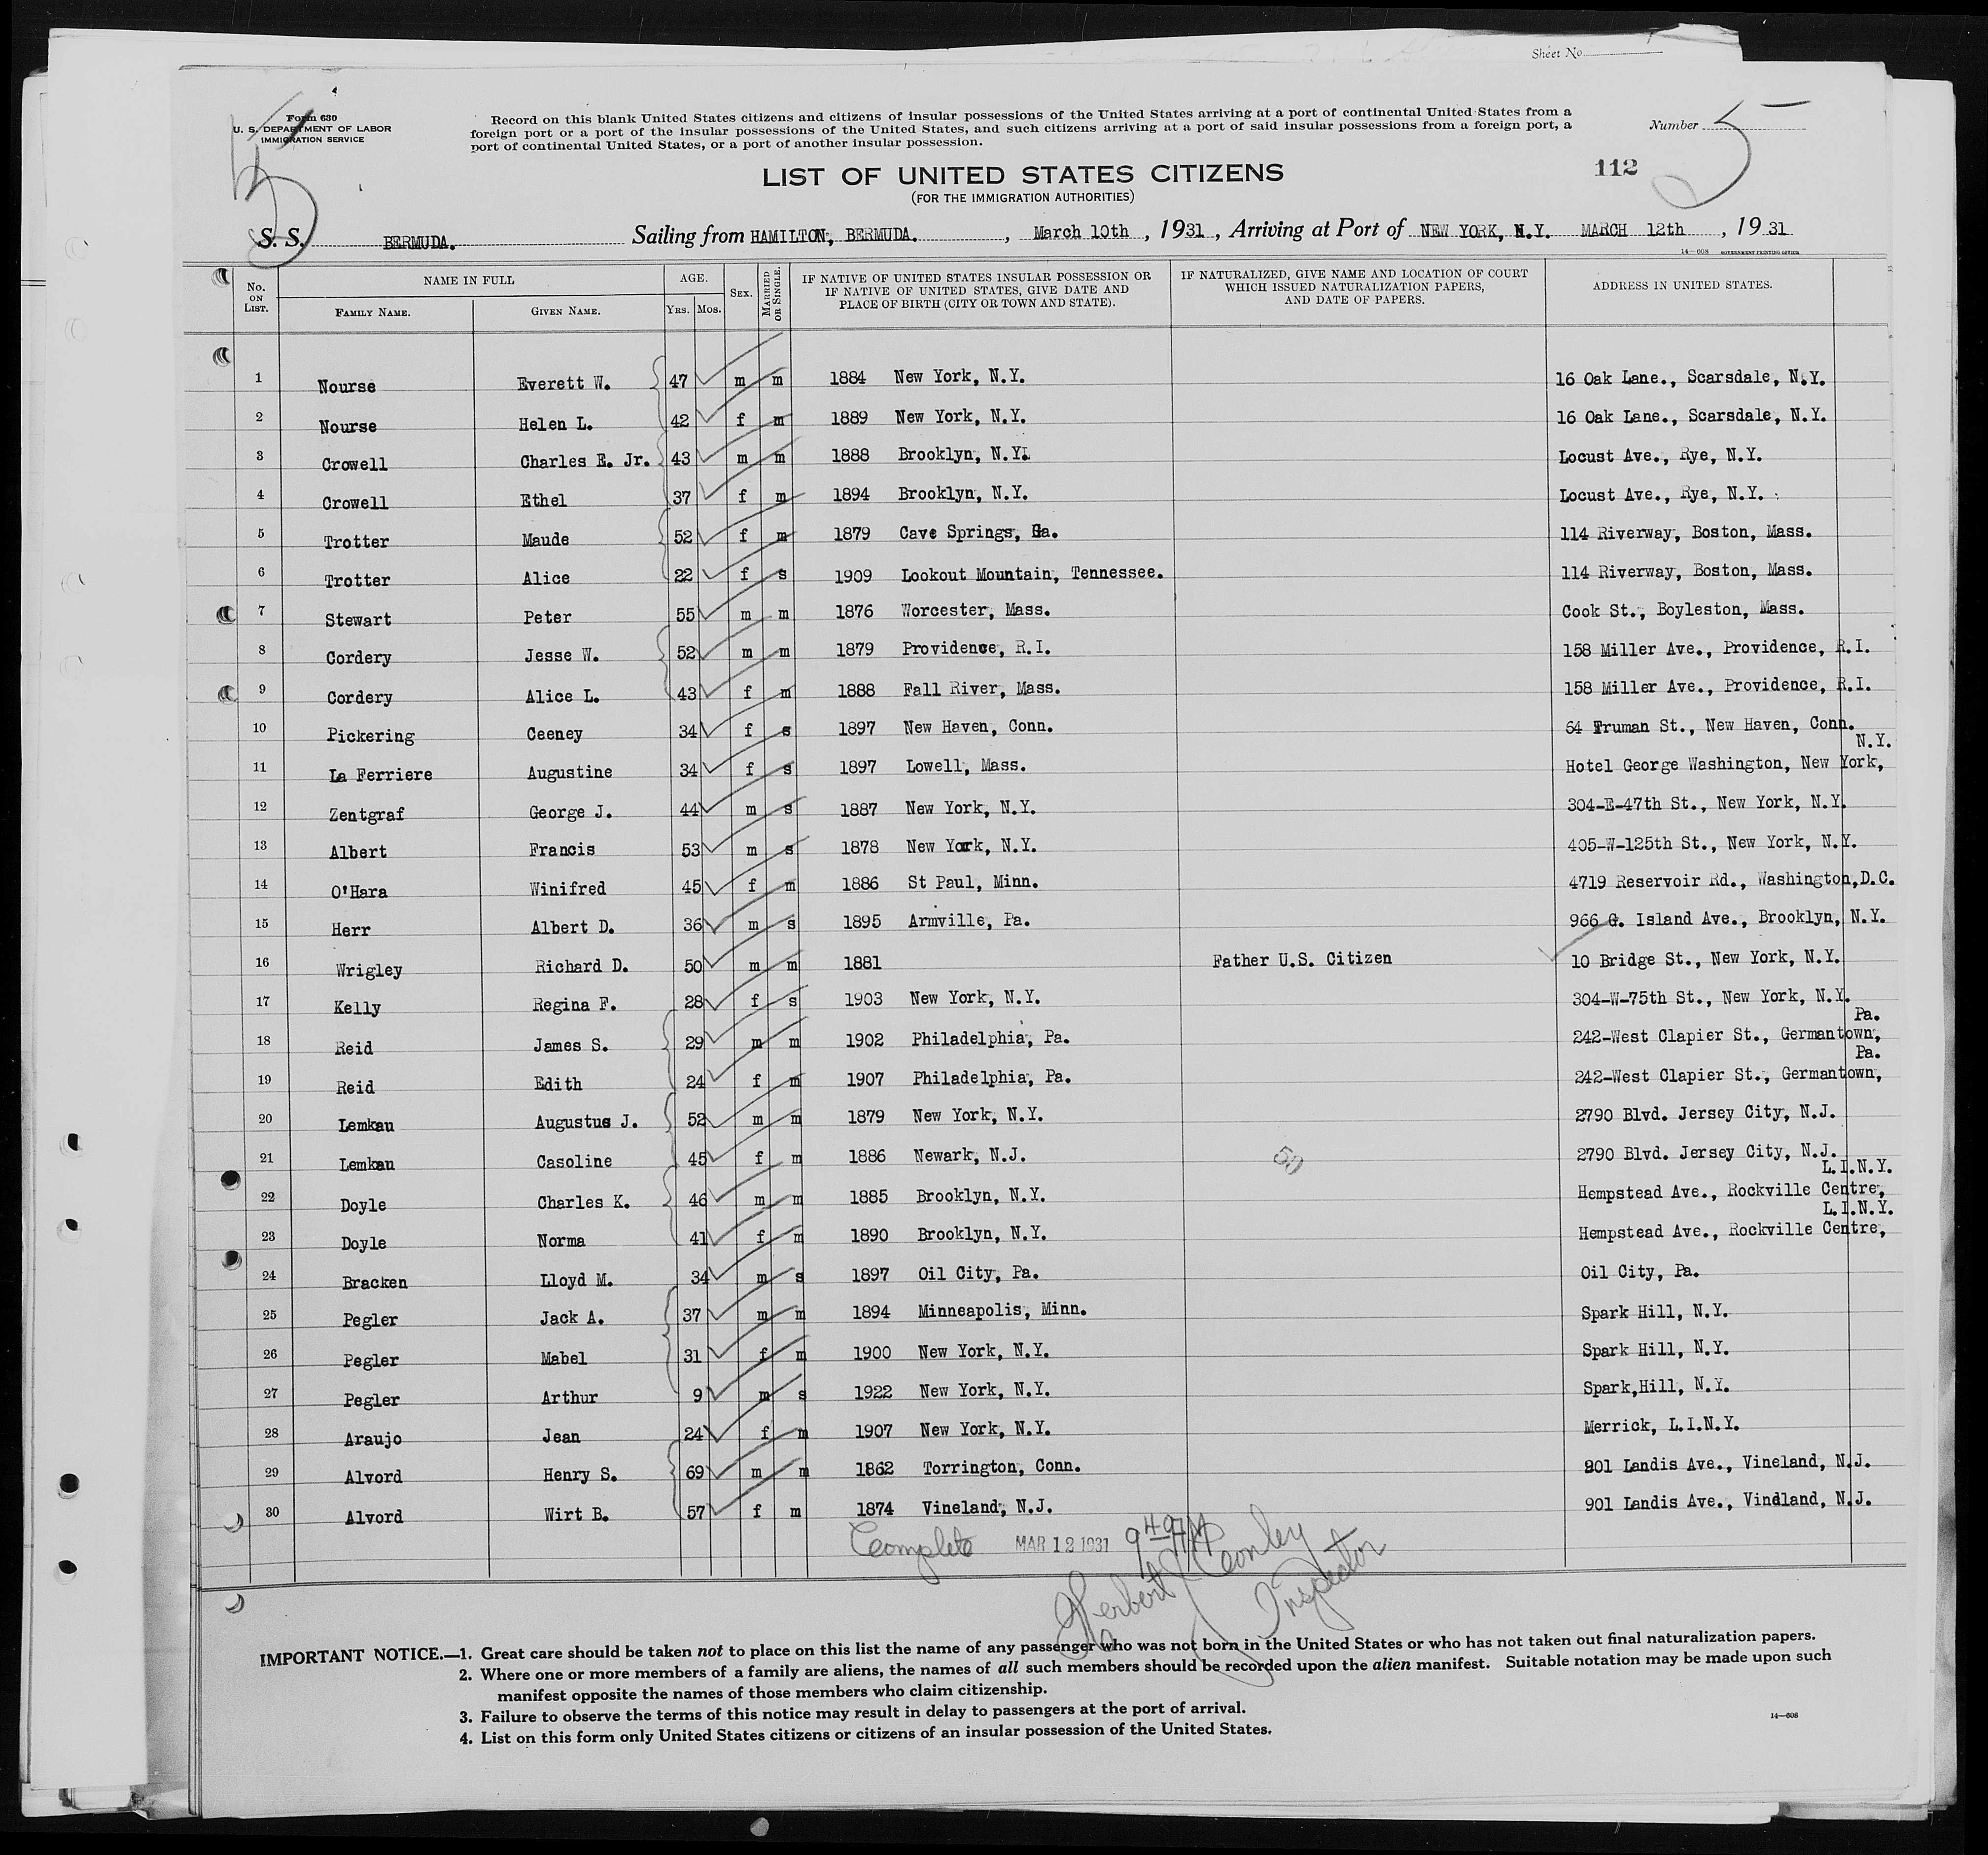 Sheet No
Form 630
U. S. DEPARTMENT OF LABOR
IMMIGRATION SERVICE
Record on this blank United States citizens and citizens of insular possessions of the United States arriving at a port of continental United States from a
foreign port or a port of the insular possessions of the United States, and such citizens arriving at a port of said insular possessions from a foreign port, a
port of continental United States, or a port of another insular possession.
Number 5
5
112
LIST OF UNITED STATES CITIZENS
(FOR THE IMMIGRATION AUTHORITIES)
S. S. BERMUDA. Sailing from HAMILTON, BERMUDA. , March 10th , 1931 , Arriving at Port of NEW YORK, N.Y. MARCH 12th , 1931
14—608 GOVERNMENT PRINTING OFFICE
No. ON LIST. NAME IN FULL FAMILY NAME. GIVEN NAME. AGE. YRS. MOS. SEX. MARRIED OR SINGLE. IF NATIVE OF UNITED STATES INSULAR POSSESSION OR IF NATIVE OF UNITED STATES, GIVE DATE AND PLACE OF BIRTH (CITY OR TOWN AND STATE). IF NATURALIZED, GIVE NAME AND LOCATION OF COURT WHICH ISSUED NATURALIZATION PAPERS, AND DATE OF PAPERS. ADDRESS IN UNITED STATES.
1 Nourse Everett W. 47 m m 1884 New York, N.Y. 16 Oak Lane., Scarsdale, N.Y.
2 Nourse Helen L. 42 f m 1889 New York, N.Y. 16 Oak Lane., Scarsdale, N.Y.
3 Crowell Charles E. Jr. 43 m m 1888 Brooklyn, N.Y. Locust Ave., Rye, N.Y.
4 Crowell Ethel 37 f m 1894 Brooklyn, N.Y. Locust Ave., Rye, N.Y.
5 Trotter Maude 52 f m 1879 Cave Springs, Ga. 114 Riverway, Boston, Mass.
6 Trotter Alice 22 f s 1909 Lookout Mountain, Tennessee. 114 Riverway, Boston, Mass.
7 Stewart Peter 55 m m 1876 Worcester, Mass. Cook St., Boyleston, Mass.
8 Cordery Jesse W. 52 m m 1879 Providence, R.I. 158 Miller Ave., Providence, R.I.
9 Cordery Alice L. 43 f m 1888 Fall River, Mass. 158 Miller Ave., Providence, R.I.
10 Pickering Ceeney 34 f s 1897 New Haven, Conn. 64 Truman St., New Haven, Conn.
11 La Ferriere Augustine 34 f s 1897 Lowell, Mass. Hotel George Washington, New York, N.Y.
12 Zentgraf George J. 44 m s 1887 New York, N.Y. 304-E-47th St., New York, N.Y.
13 Albert Francis 53 m s 1878 New York, N.Y. 405-W-125th St., New York, N.Y.
14 O'Hara Winifred 45 f m 1886 St Paul, Minn. 4719 Reservoir Rd., Washington,D.C.
15 Herr Albert D. 36 m s 1895 Armville, Pa. 966 G. Island Ave., Brooklyn, N.Y.
16 Wrigley Richard D. 50 m m 1881 Father U.S. Citizen 10 Bridge St., New York, N.Y.
17 Kelly Regina F. 28 f s 1903 New York, N.Y. 304-W-75th St., New York, N.Y.
18 Reid James S. 29 m m 1902 Philadelphia, Pa. 242-West Clapier St., Germantown, Pa.
19 Reid Edith 24 f m 1907 Philadelphia, Pa. 242-West Clapier St., Germantown, Pa.
20 Lemkau Augustus J. 52 m m 1879 New York, N.Y. 2790 Blvd. Jersey City, N.J.
21 Lemkau Casoline 45 f m 1886 Newark, N.J. 50 2790 Blvd. Jersey City, N.J.
22 Doyle Charles K. 46 m m 1885 Brooklyn, N.Y. Hempstead Ave., Rockville Centre, L.I.N.Y.
23 Doyle Norma 41 f m 1890 Brooklyn, N.Y. Hempstead Ave., Rockville Centre, L.I.N.Y.
24 Bracken Lloyd M. 34 m s 1897 Oil City, Pa. Oil City, Pa.
25 Pegler Jack A. 37 m m 1894 Minneapolis, Minn. Spark Hill, N.Y.
26 Pegler Mabel 31 f m 1900 New York, N.Y. Spark Hill, N.Y.
27 Pegler Arthur 9 m s 1922 New York, N.Y. Spark,Hill, N.Y.
28 Araujo Jean 24 f m 1907 New York, N.Y. Merrick, L.I.N.Y.
29 Alvord Henry S. 69 m m 1862 Torrington, Conn. 901 Landis Ave., Vineland, N.J.
30 Alvord Wirt B. 57 f m 1874 Vineland, N.J. 901 Landis Ave., Vindland, N.J.
Complete MAR 12 1931 9 40 AM
Herbert Conley
Inspector
IMPORTANT NOTICE.—1. Great care should be taken not to place on this list the name of any passenger who was not born in the United States or who has not taken out final naturalization papers.
2. Where one or more members of a family are aliens, the names of all such members should be recorded upon the alien manifest. Suitable notation may be made upon such
manifest opposite the names of those members who claim citizenship.
3. Failure to observe the terms of this notice may result in delay to passengers at the port of arrival.
4. List on this form only United States citizens or citizens of an insular possession of the United States.
14—608